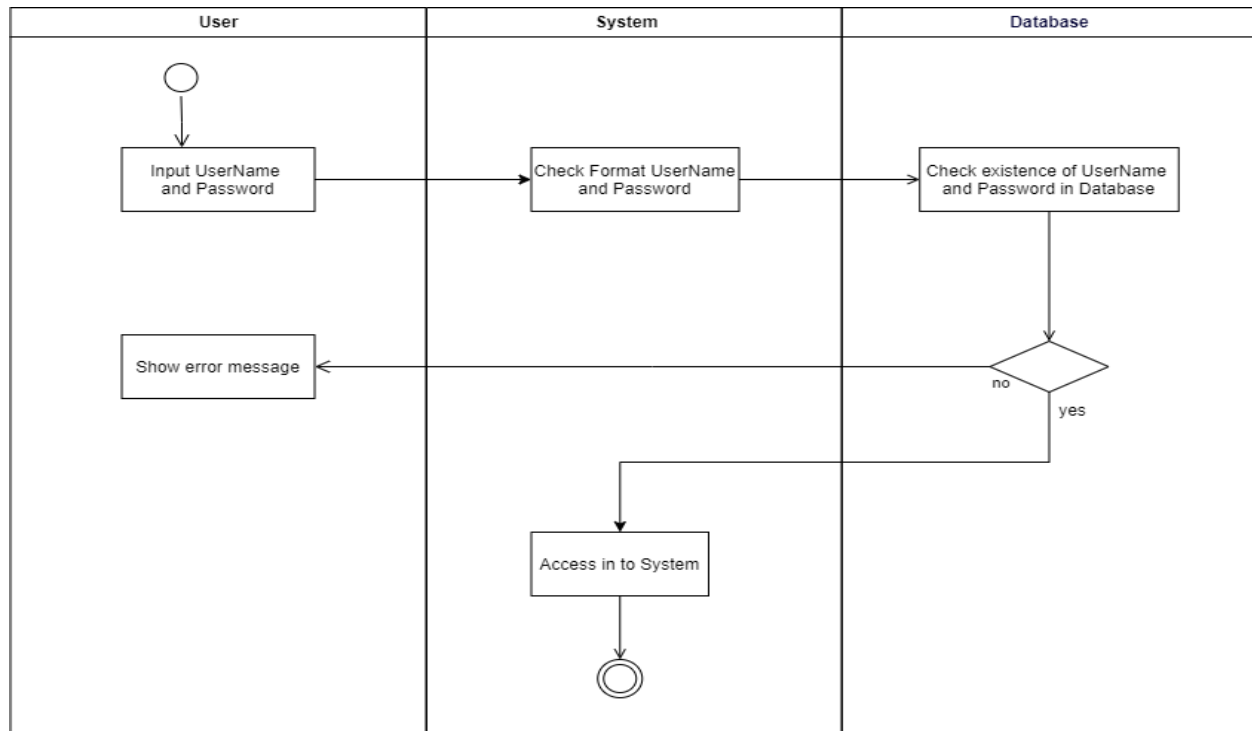 User
System
Database
Input UserName
and Password
Check Format UserName
and Password
Check existence of UserName
and Password in Database
Show error message
no
yes
Access in to System